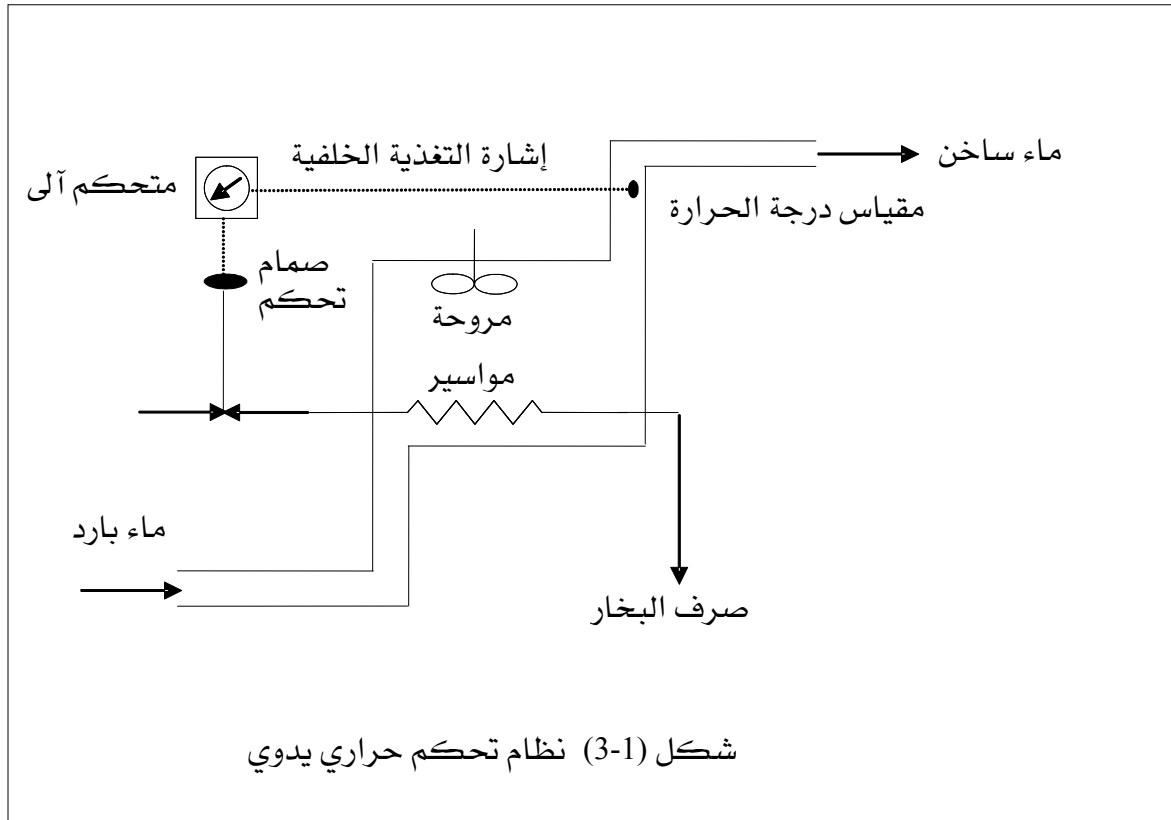 إشارة التغذية الخلفية
ماء ساخن
متحكم آلى
مقياس درجة الحرارة
صمام
تحكم
مروحة
مواسير
ماء بارد
صرف البخار
شكل (1-3) نظام تحكم حراري يدوي